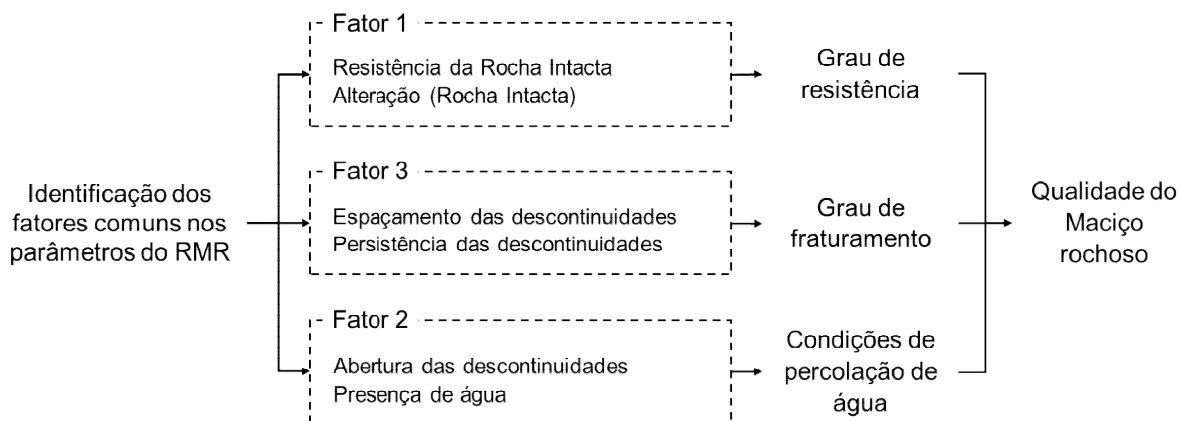 Identificação dos
fatores comuns nos
parâmetros do RMR
Fator 1
Resistência da Rocha Intacta
Alteração (Rocha Intacta)
Grau de
resistência
Fator 3
Espaçamento das descontinuidades
Persistência das descontinuidades
Grau de
fraturamento
Fator 2
Abertura das descontinuidades
Presença de água
Condições de
percolação de
água
Qualidade do
Maciço
rochoso